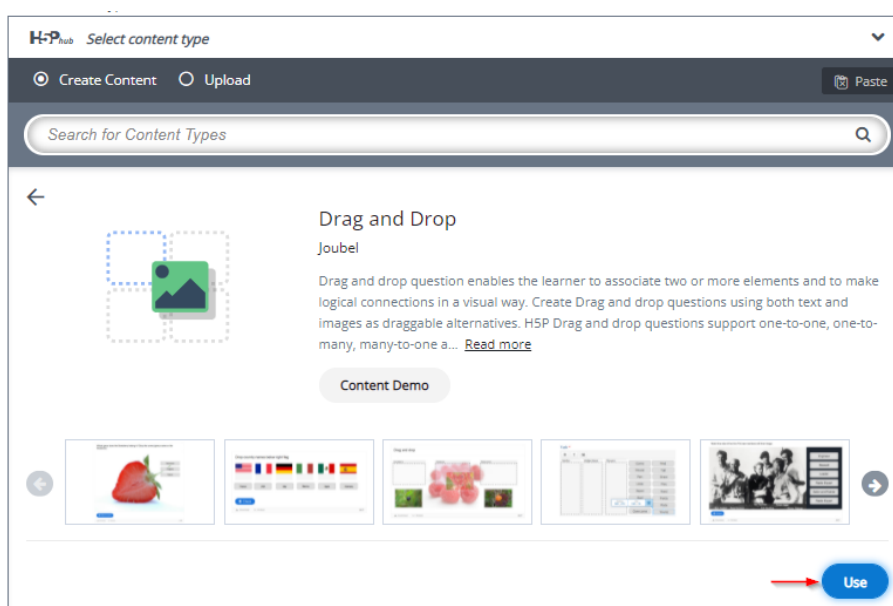 H5P hub Select content type
Create Content Upload
Paste
Search for Content Types
Drag and Drop
Joubel
Drag and drop question enables the learner to associate two or more elements and to make
logical connections in a visual way. Create Drag and drop questions using both text and
images as draggable alternatives. H5P Drag and drop questions support one-to-one, one-to-
many, many-to-one a... Read more
Content Demo
Use